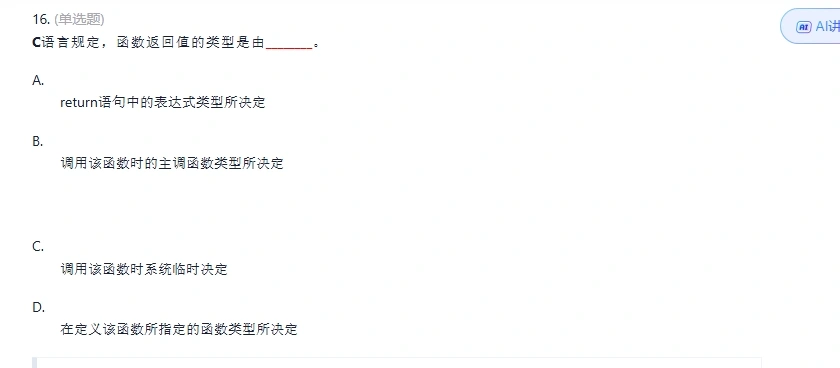 16. (单选题)
C语言规定，函数返回值的类型是由______。
AI讲
A.
return语句中的表达式类型所决定
B.
调用该函数时的主调函数类型所决定
C.
调用该函数时系统临时决定
D.
在定义该函数所指定的函数类型所决定